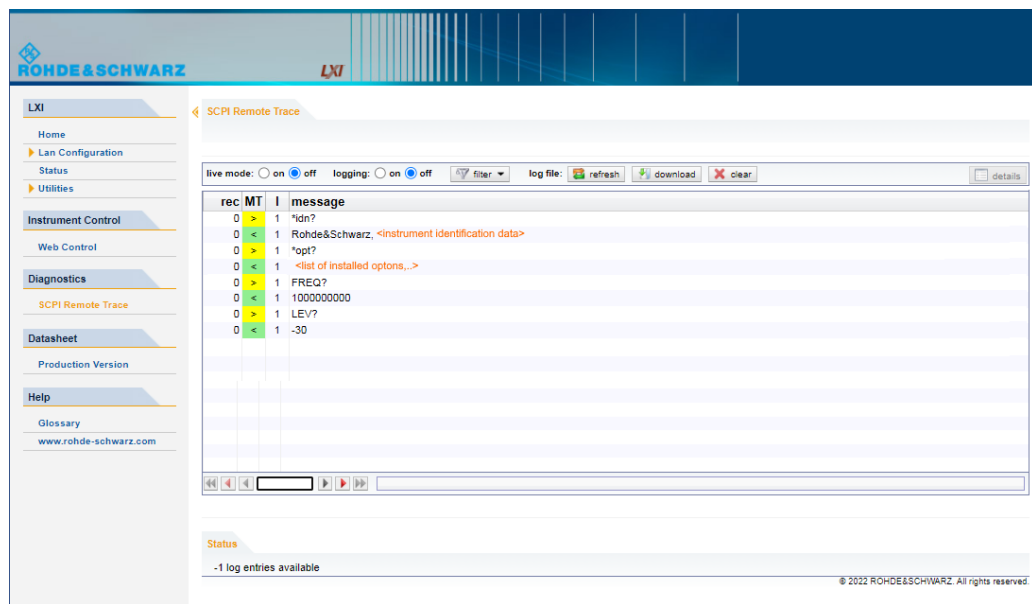 ROHDE&SCHWARZ
LXI
LXI
Home
Lan Configuration
Status
Utilities
Instrument Control
Web Control
Diagnostics
SCPI Remote Trace
Datasheet
Production Version
Help
Glossary
www.rohde-schwarz.com
SCPI Remote Trace
live mode: on off logging: on off filter log file: refresh download clear details
rec MT I message
0 > 1 *idn?
0 < 1 Rohde&Schwarz, <instrument identification data>
0 > 1 *opt?
0 < 1 <list of installed optons,..>
0 > 1 FREQ?
0 < 1 1000000000
0 > 1 LEV?
0 < 1 -30
Status
-1 log entries available
© 2022 ROHDE&SCHWARZ. All rights reserved.